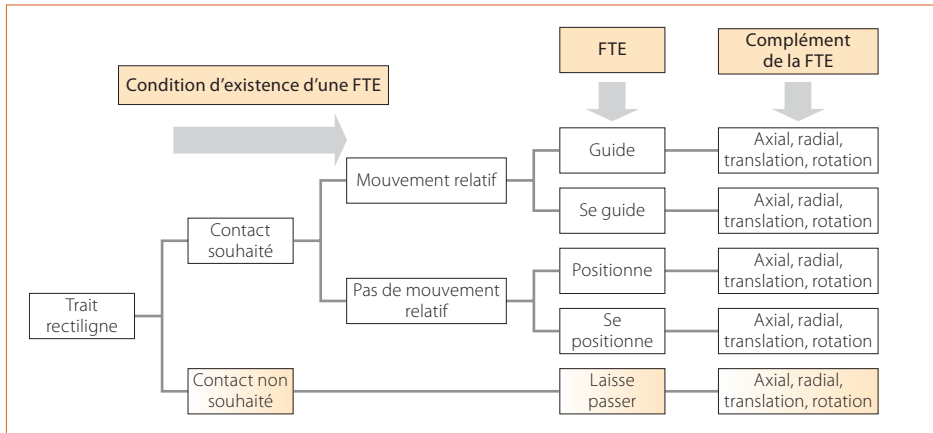 FTE
Complément
de la FTE
Condition d'existence d'une FTE
Guide
Axial, radial,
translation, rotation
Mouvement relatif
Se guide
Axial, radial,
translation, rotation
Contact
souhaité
Positionne
Axial, radial,
translation, rotation
Pas de mouvement
relatif
Se
positionne
Axial, radial,
translation, rotation
Trait
rectiligne
Contact non
souhaité
Laisse
passer
Axial, radial,
translation, rotation